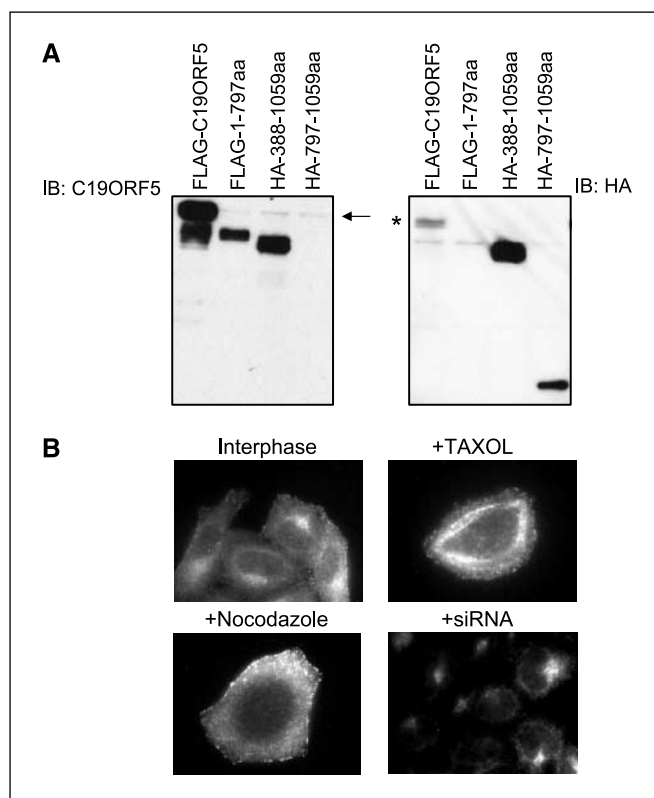 A
FLAG-C19ORF5
FLAG-1-797aa
HA-388-1059aa
HA-797-1059aa
FLAG-C19ORF5
FLAG-1-797aa
HA-388-1059aa
HA-797-1059aa
IB: C19ORF5
IB: HA
*
B
Interphase
+TAXOL
+Nocodazole
+siRNA